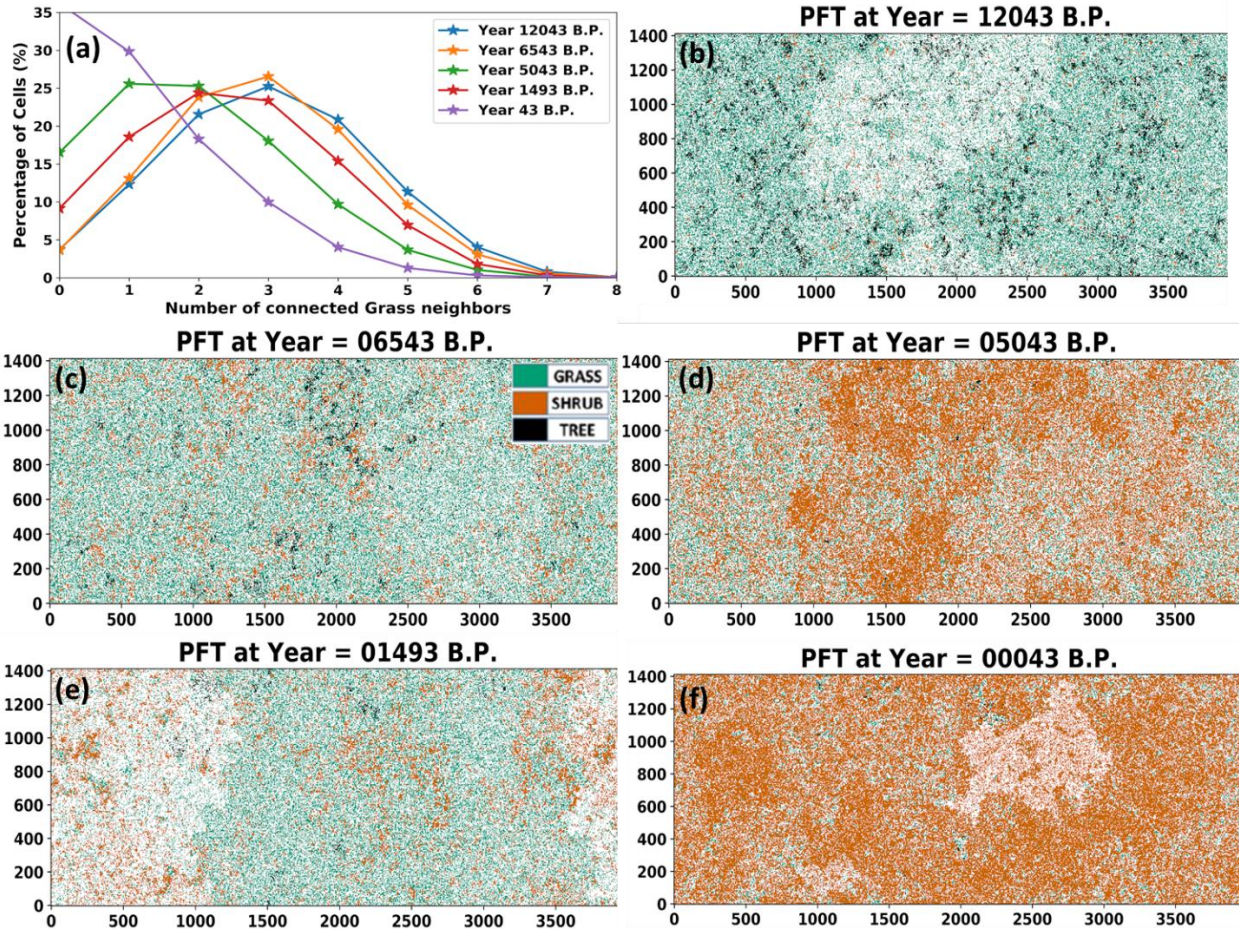 (a)
35
30
25
20
15
10
5
0
Percentage of Cells (%)
0 1 2 3 4 5 6 7 8
Number of connected Grass neighbors
Year 12043 B.P.
Year 6543 B.P.
Year 5043 B.P.
Year 1493 B.P.
Year 43 B.P.
PFT at Year = 12043 B.P.
(b)
1400
1200
1000
800
600
400
200
0
0 500 1000 1500 2000 2500 3000 3500
PFT at Year = 06543 B.P.
(c)
GRASS
SHRUB
TREE
1400
1200
1000
800
600
400
200
0
0 500 1000 1500 2000 2500 3000 3500
PFT at Year = 05043 B.P.
(d)
1400
1200
1000
800
600
400
200
0
0 500 1000 1500 2000 2500 3000 3500
PFT at Year = 01493 B.P.
(e)
1400
1200
1000
800
600
400
200
0
0 500 1000 1500 2000 2500 3000 3500
PFT at Year = 00043 B.P.
(f)
1400
1200
1000
800
600
400
200
0
0 500 1000 1500 2000 2500 3000 3500